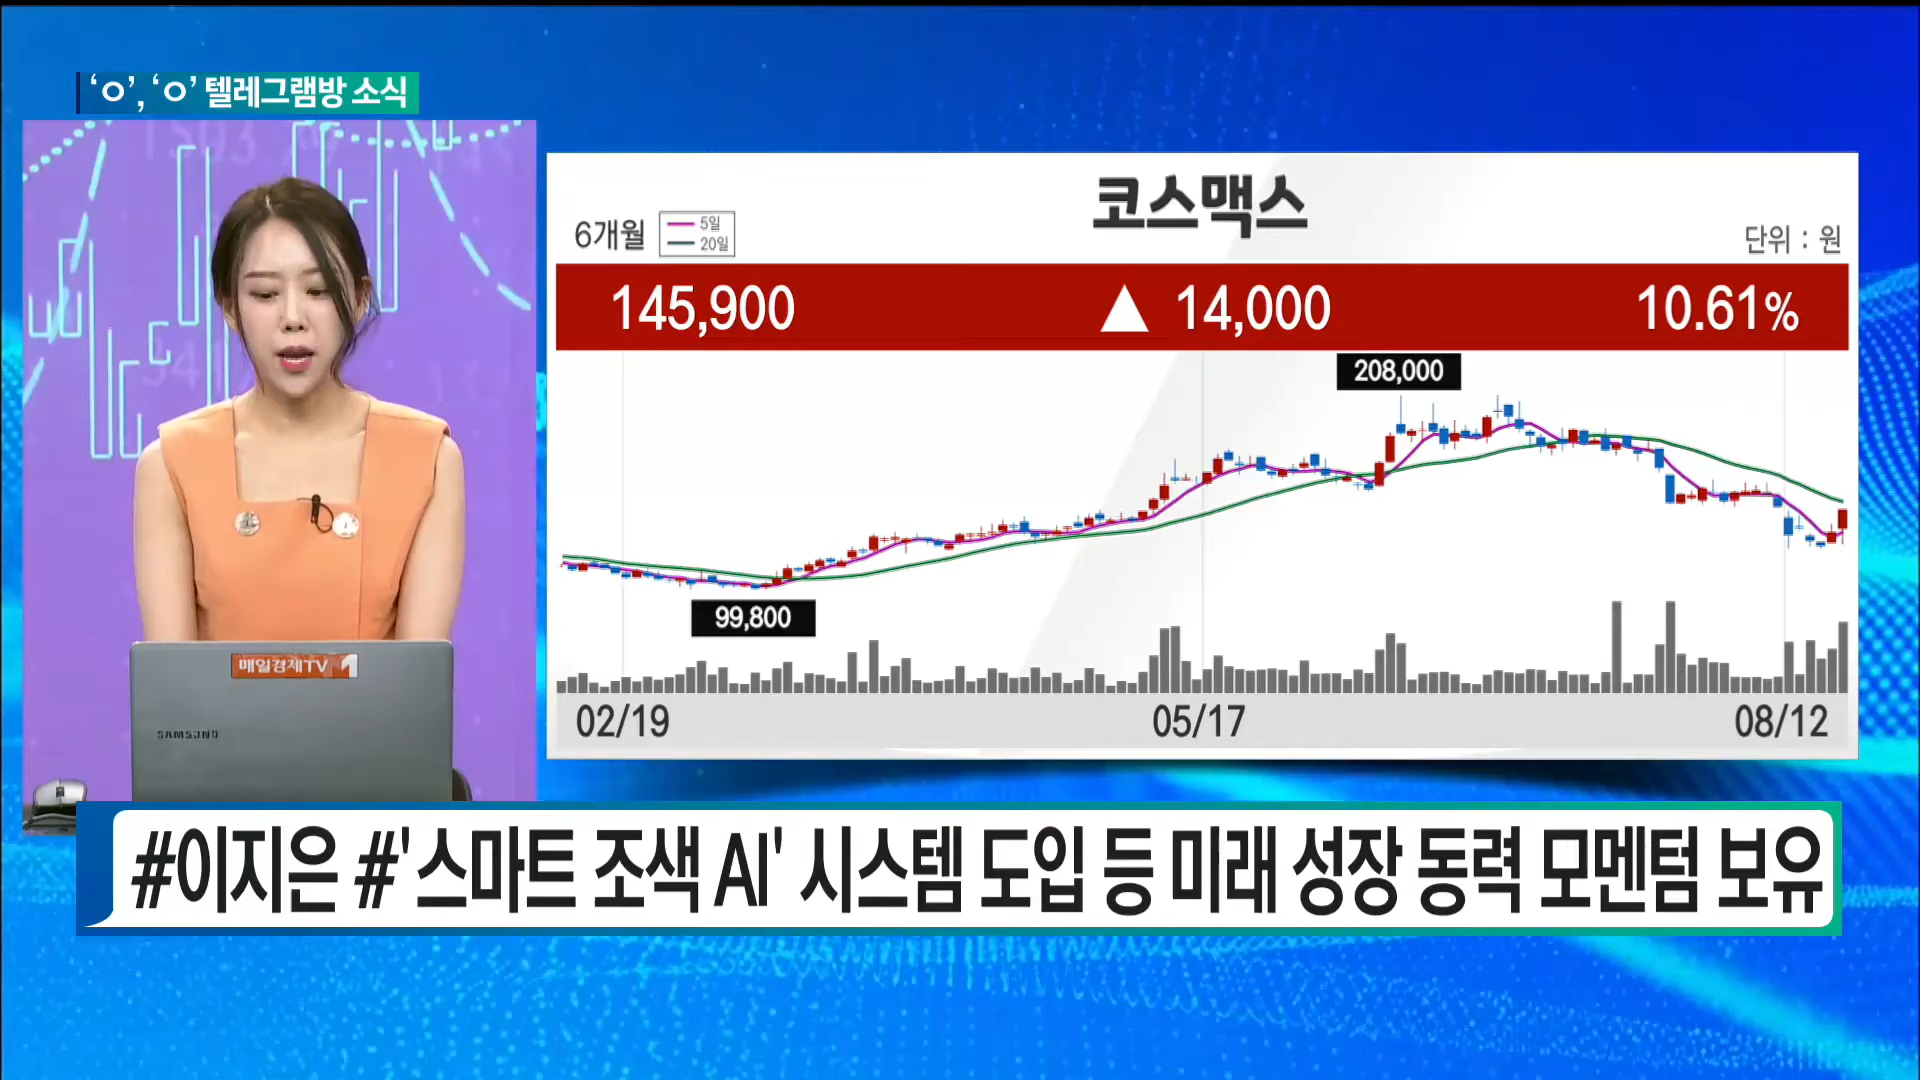 ‘ㅇ’, ‘ㅇ’ 텔레그램방 소식
코스맥스
6개월
5일
20일
단위 : 원
145,900 ▲ 14,000 10.61%
208,000
99,800
02/19 05/17 08/12
매일경제TV 1
SAMSUNG
#이지은 #'스마트 조색 AI' 시스템 도입 등 미래 성장 동력 모멘텀 보유